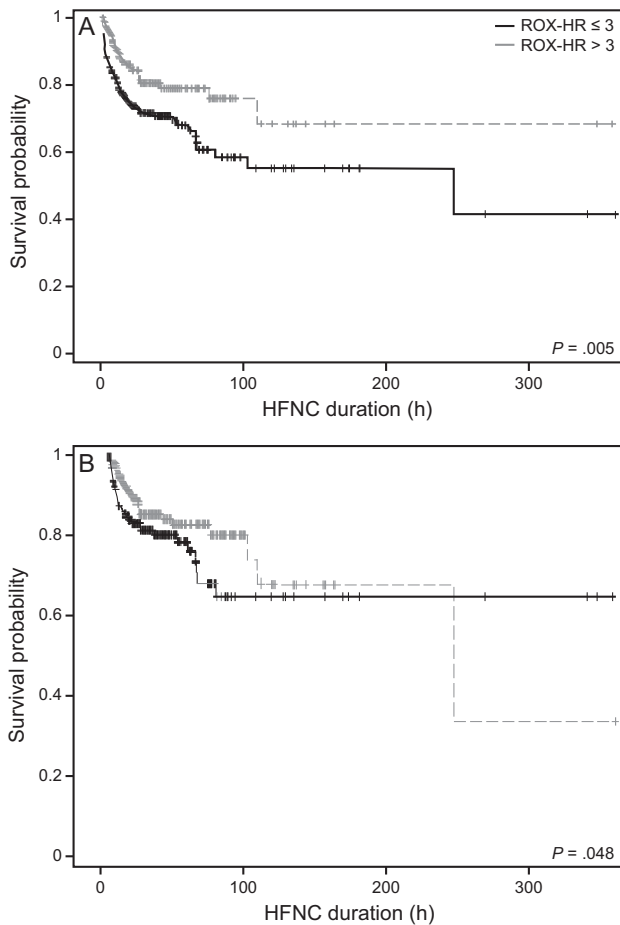 A
ROX-HR ≤ 3
ROX-HR > 3
Survival probability
1
0.8
0.6
0.4
0.2
0
P = .005
0 100 200 300
HFNC duration (h)
B
Survival probability
1
0.8
0.6
0.4
0.2
0
P = .048
0 100 200 300
HFNC duration (h)